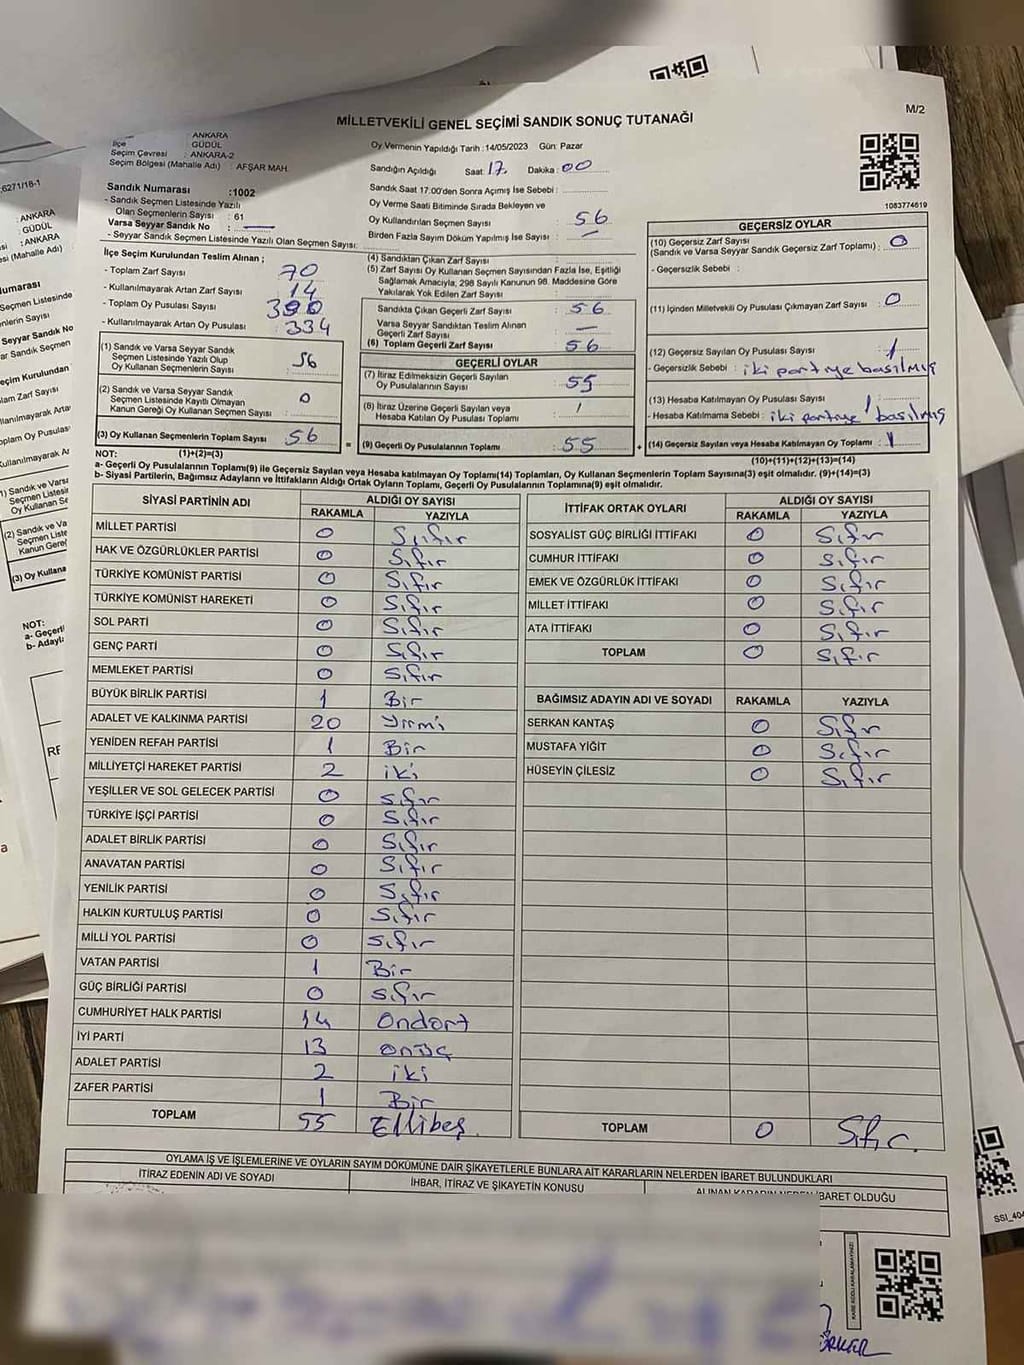 M/2
MİLLETVEKİLİ GENEL SEÇİMİ SANDIK SONUÇ TUTANAĞI
: ANKARA
İlçe : GÜDÜL
Seçim Çevresi : ANKARA-2
Seçim Bölgesi (Mahalle Adı) : AFŞAR MAH.
Oy Vermenin Yapıldığı Tarih : 14/05/2023 Gün: Pazar
Sandığın Açıldığı Saat : 17. Dakika : 00
Sandık Saat 17:00'den Sonra Açımış İse Sebebi :
Oy Verme Saati Bitiminde Sırada Bekleyen ve
Oy Kullandırılan Seçmen Sayısı : 56
Birden Fazla Sayım Döküm Yapılmış İse Sayısı : –
Sandık Numarası :1002
- Sandık Seçmen Listesinde Yazılı
Olan Seçmenlerin Sayısı : 61
Varsa Seyyar Sandık No : —
- Seyyar Sandık Seçmen Listesinde Yazılı Olan Seçmen Sayısı:
İlçe Seçim Kurulundan Teslim Alınan ;
- Toplam Zarf Sayısı : 70
- Kullanılmayarak Artan Zarf Sayısı : 14
- Toplam Oy Pusulası Sayısı : 390
- Kullanılmayarak Artan Oy Pusulası : 334
(1) Sandık ve Varsa Seyyar Sandık
Seçmen Listesinde Yazılı Olup
Oy Kullanan Seçmenlerin Sayısı : 56
(2) Sandık ve Varsa Seyyar Sandık
Seçmen Listesinde Kayıtlı Olmayan
Kanun Gereği Oy Kullanan Seçmen Sayısı : 0
(3) Oy Kullanan Seçmenlerin Toplam Sayısı : 56
(4) Sandıktan Çıkan Zarf Sayısı :
(5) Zarf Sayısı Oy Kullanan Seçmen Sayısından Fazla İse, Eşitliği
Sağlamak Amacıyla; 298 Sayılı Kanunun 98. Maddesine Göre
Yakılarak Yok Edilen Zarf Sayısı :
Sandıkta Çıkan Geçerli Zarf Sayısı : 56
Varsa Seyyar Sandıktan Teslim Alınan
Geçerli Zarf Sayısı : —
(6) Toplam Geçerli Zarf Sayısı : 56
GEÇERLİ OYLAR
(7) İtiraz Edilmeksizin Geçerli Sayılan
Oy Pusulalarının Sayısı : 55
(8) İtiraz Üzerine Geçerli Sayılan veya
Hesaba Katılan Oy Pusulası Toplamı : /
(9) Geçerli Oy Pusulalarının Toplamı : 55
1083774619
GEÇERSİZ OYLAR
(10) Geçersiz Zarf Sayısı
(Sandık ve Varsa Seyyar Sandık Geçersiz Zarf Toplamı) : 0
- Geçersizlik Sebebi :
(11) İçinden Milletvekili Oy Pusulası Çıkmayan Zarf Sayısı : 0
(12) Geçersiz Sayılan Oy Pusulası Sayısı : 1
- Geçersizlik Sebebi : iki partiye basılmış
(13) Hesaba Katılmayan Oy Pusulası Sayısı : 1
- Hesaba Katılmama Sebebi : iki partiye basılmış
(14) Geçersiz Sayılan veya Hesaba Katılmayan Oy Toplamı : 1
NOT: (1)+(2)=(3)
(10)+(11)+(12)+(13)=(14)
a- Geçerli Oy Pusulalarının Toplamı(9) ile Geçersiz Sayılan veya Hesaba katılmayan Oy Toplamı(14) Toplamları, Oy Kullanan Seçmenlerin Toplam Sayısına(3) eşit olmalıdır. (9)+(14)=(3)
b- Siyasi Partilerin, Bağımsız Adayların ve İttifakların Aldığı Ortak Oyların Toplamı, Geçerli Oy Pusulalarının Toplamına(9) eşit olmalıdır.
SİYASİ PARTİNİN ADI ALDIĞI OY SAYISI
RAKAMLA YAZIYLA
MİLLET PARTİSİ 0 Sıfır
HAK VE ÖZGÜRLÜKLER PARTİSİ 0 Sıfır
TÜRKİYE KOMÜNİST PARTİSİ 0 Sıfır
TÜRKİYE KOMÜNİST HAREKETİ 0 Sıfır
SOL PARTİ 0 Sıfır
GENÇ PARTİ 0 Sıfır
MEMLEKET PARTİSİ 0 Sıfır
BÜYÜK BİRLİK PARTİSİ 1 Bir
ADALET VE KALKINMA PARTİSİ 20 Yirmi
YENİDEN REFAH PARTİSİ 1 Bir
MİLLİYETÇİ HAREKET PARTİSİ 2 iki
YEŞİLLER VE SOL GELECEK PARTİSİ 0 sıfır
TÜRKİYE İŞÇİ PARTİSİ 0 Sıfır
ADALET BİRLİK PARTİSİ 0 Sıfır
ANAVATAN PARTİSİ 0 Sıfır
YENİLİK PARTİSİ 0 Sıfır
HALKIN KURTULUŞ PARTİSİ 0 Sıfır
MİLLİ YOL PARTİSİ 0 sıfır
VATAN PARTİSİ 1 Bir
GÜÇ BİRLİĞİ PARTİSİ 0 sıfır
CUMHURİYET HALK PARTİSİ 14 Ondört
İYİ PARTİ 13 onüç
ADALET PARTİSİ 2 iki
ZAFER PARTİSİ 1 Bir
TOPLAM 55 Ellibeş
İTTİFAK ORTAK OYLARI ALDIĞI OY SAYISI
RAKAMLA YAZIYLA
SOSYALİST GÜÇ BİRLİĞİ İTTİFAKI 0 Sıfır
CUMHUR İTTİFAKI 0 sıfır
EMEK VE ÖZGÜRLÜK İTTİFAKI 0 Sıfır
MİLLET İTTİFAKI 0 Sıfır
ATA İTTİFAKI 0 Sıfır
TOPLAM 0 sıfır
BAĞIMSIZ ADAYIN ADI VE SOYADI RAKAMLA YAZIYLA
SERKAN KANTAŞ 0 Sıfır
MUSTAFA YİĞİT 0 Sıfır
HÜSEYİN ÇİLESİZ 0 Sıfır
TOPLAM 0 Sıfır.
OYLAMA İŞ VE İŞLEMLERİNE VE OYLARIN SAYIM DÖKÜMÜNE DAİR ŞİKAYETLERLE BUNLARA AİT KARARLARIN NELERDEN İBARET BULUNDUKLARI
İTİRAZ EDENİN ADI VE SOYADI
İHBAR, İTİRAZ VE ŞİKAYETİN KONUSU
ALINAN KARARIN NEDEN İBARET OLDUĞU